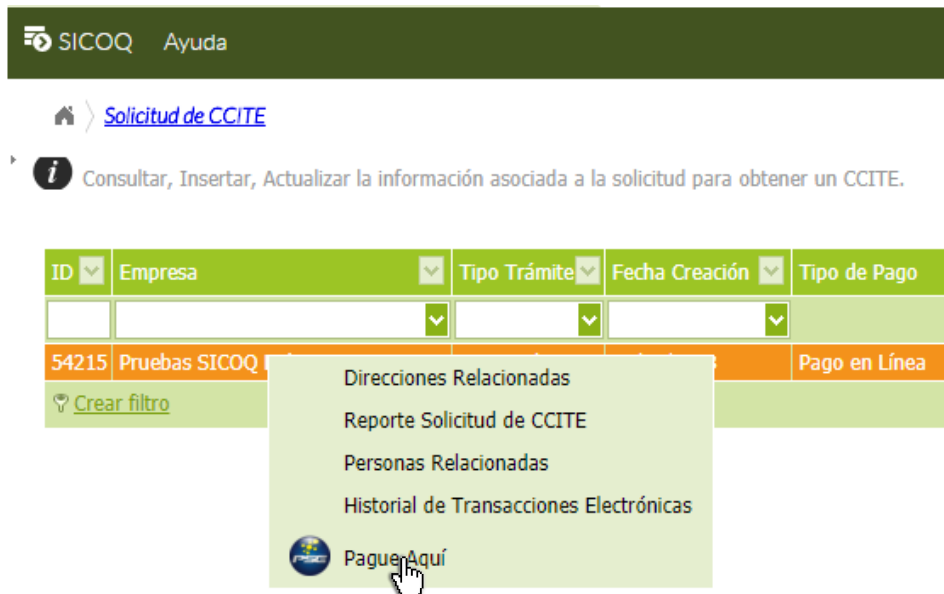 SICOQ Ayuda
Solicitud de CCITE
Consultar, Insertar, Actualizar la información asociada a la solicitud para obtener un CCITE.
ID Empresa Tipo Trámite Fecha Creación Tipo de Pago
54215 Pruebas SICOQ Pago en Línea
Crear filtro
Direcciones Relacionadas
Reporte Solicitud de CCITE
Personas Relacionadas
Historial de Transacciones Electrónicas
Pague Aquí